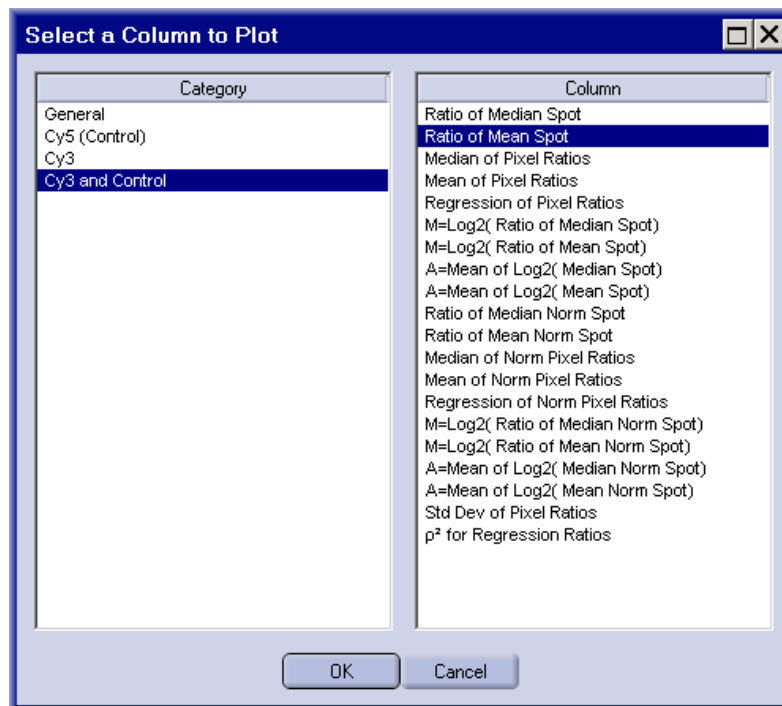 Select a Column to Plot
Category
General
Cy5 (Control)
Cy3
Cy3 and Control
Column
Ratio of Median Spot
Ratio of Mean Spot
Median of Pixel Ratios
Mean of Pixel Ratios
Regression of Pixel Ratios
M=Log2( Ratio of Median Spot)
M=Log2( Ratio of Mean Spot)
A=Mean of Log2( Median Spot)
A=Mean of Log2( Mean Spot)
Ratio of Median Norm Spot
Ratio of Mean Norm Spot
Median of Norm Pixel Ratios
Mean of Norm Pixel Ratios
Regression of Norm Pixel Ratios
M=Log2( Ratio of Median Norm Spot)
M=Log2( Ratio of Mean Norm Spot)
A=Mean of Log2( Median Norm Spot)
A=Mean of Log2( Mean Norm Spot)
Std Dev of Pixel Ratios
ρ² for Regression Ratios
OK Cancel